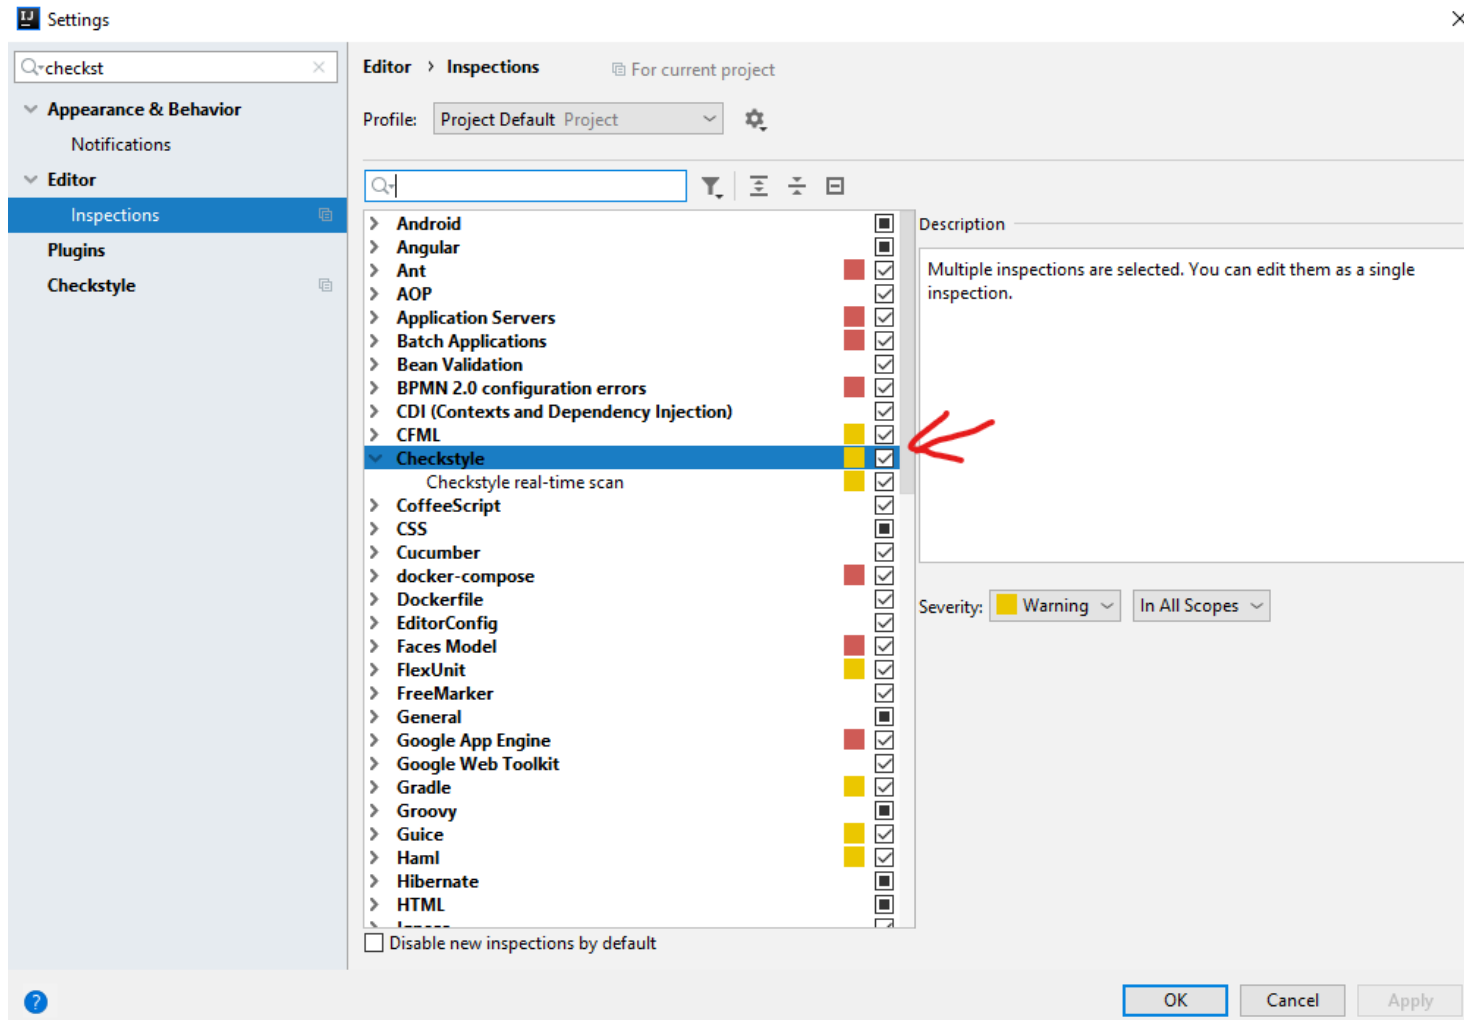 Settings
checkst
Appearance & Behavior
Notifications
Editor
Inspections
Plugins
Checkstyle
Editor › Inspections
For current project
Profile: Project Default Project
Android
Angular
Ant
AOP
Application Servers
Batch Applications
Bean Validation
BPMN 2.0 configuration errors
CDI (Contexts and Dependency Injection)
CFML
Checkstyle
Checkstyle real-time scan
CoffeeScript
CSS
Cucumber
docker-compose
Dockerfile
EditorConfig
Faces Model
FlexUnit
FreeMarker
General
Google App Engine
Google Web Toolkit
Gradle
Groovy
Guice
Haml
Hibernate
HTML
Disable new inspections by default
Description
Multiple inspections are selected. You can edit them as a single
inspection.
Severity: Warning In All Scopes
?
OK Cancel Apply